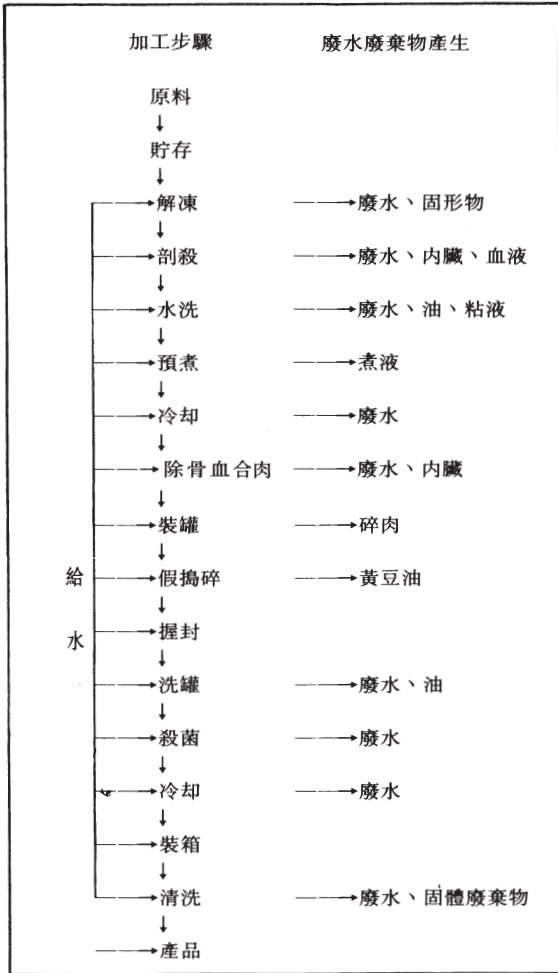 加工步驟 廢水廢棄物產生
原料
貯存
解凍 廢水、固形物
剖殺 廢水、內臟、血液
水洗 廢水、油、粘液
預煮 煮液
冷却 廢水
除骨血合肉 廢水、內臟
裝罐 碎肉
給 假搗碎 黃豆油
水 握封
洗罐 廢水、油
殺菌 廢水
冷却 廢水
裝箱
清洗 廢水、固體廢棄物
產品